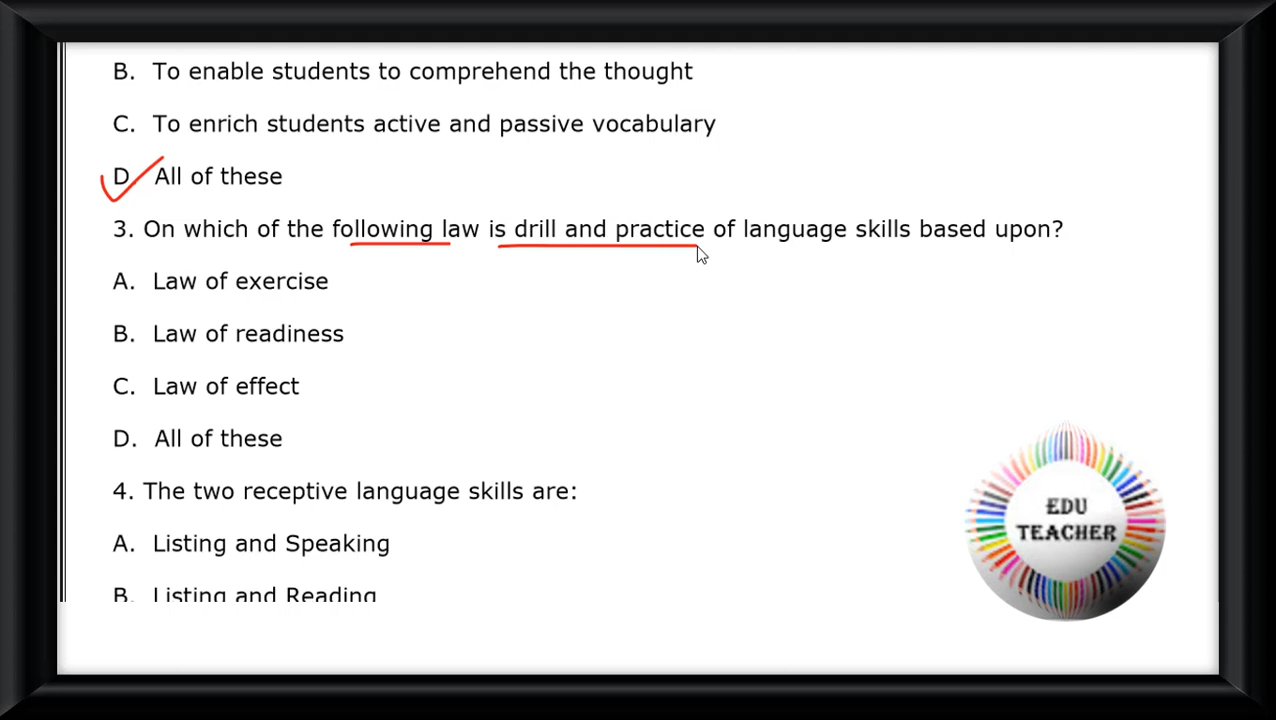 B. To enable students to comprehend the thought
C. To enrich students active and passive vocabulary
D. All of these
3. On which of the following law is drill and practice of language skills based upon?
A. Law of exercise
B. Law of readiness
C. Law of effect
D. All of these
4. The two receptive language skills are:
A. Listing and Speaking
B. Listing and Reading
EDU
TEACHER